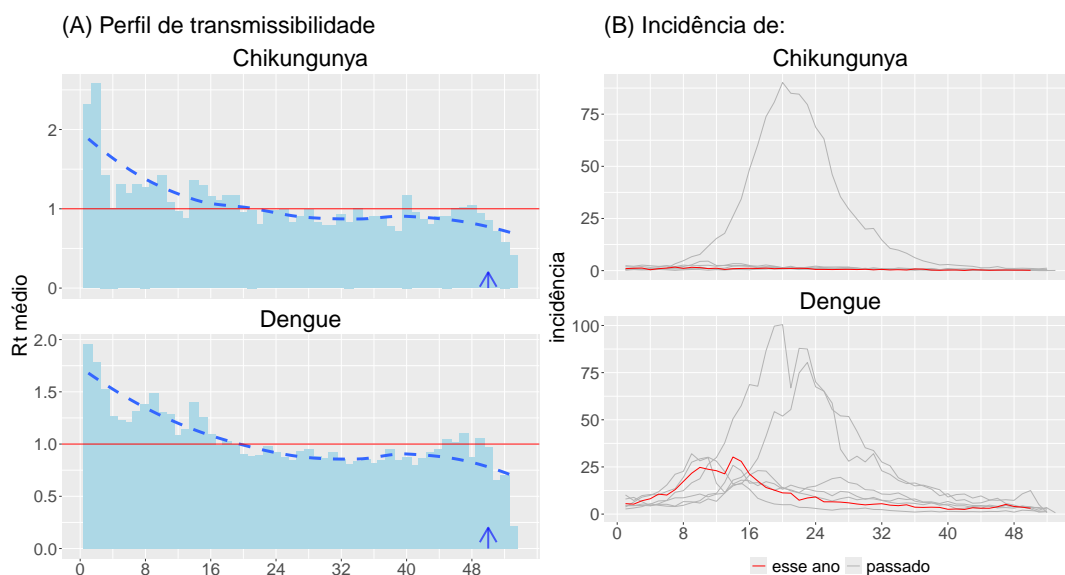 (A) Perfil de transmissibilidade
Chikungunya
2
1
0
Dengue
2.0
1.5
1.0
0.5
0.0
0 8 16 24 32 40 48
Rt médio
(B) Incidência de:
Chikungunya
75
50
25
0
Dengue
100
75
50
25
0
0 8 16 24 32 40 48
incidência
esse ano passado